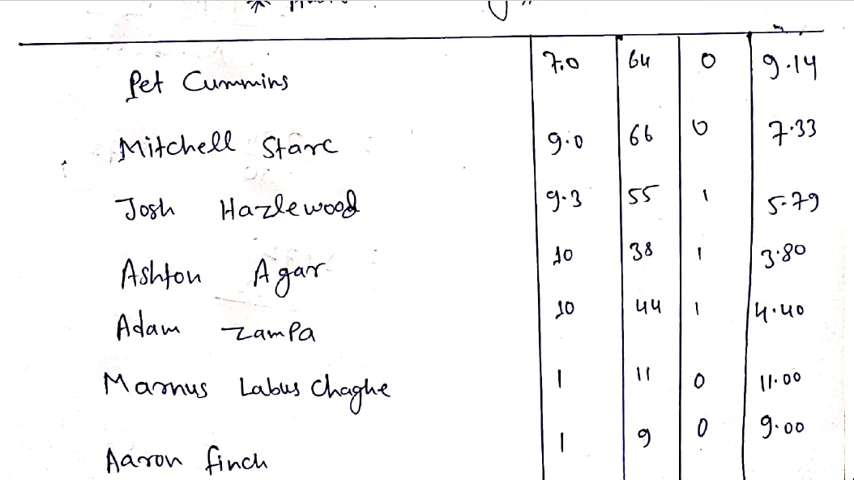 Pet Cummins 7.0 64 0 9.14
Mitchell Starc 9.0 66 0 7.33
Josh Hazlewood 9.3 55 1 5.79
Ashton Agar 10 38 1 3.80
Adam Zampa 10 44 1 4.40
Marnus Labus Chaghe 1 11 0 11.00
Aaron finch 1 9 0 9.00